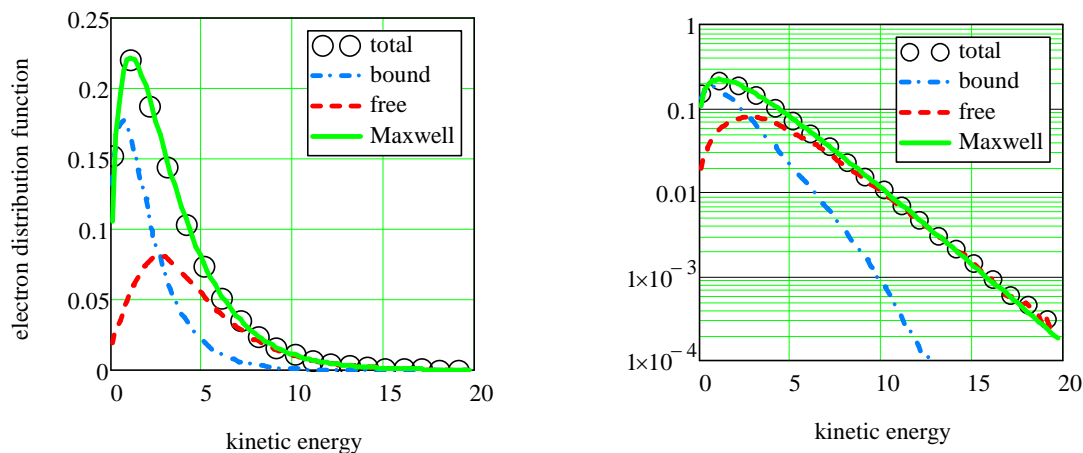 electron distribution function
0.25
0.2
0.15
0.1
0.05
0
0 5 10 15 20
kinetic energy
total
bound
free
Maxwell
1
0.1
0.01
1×10⁻³
1×10⁻⁴
0 5 10 15 20
kinetic energy
total
bound
free
Maxwell